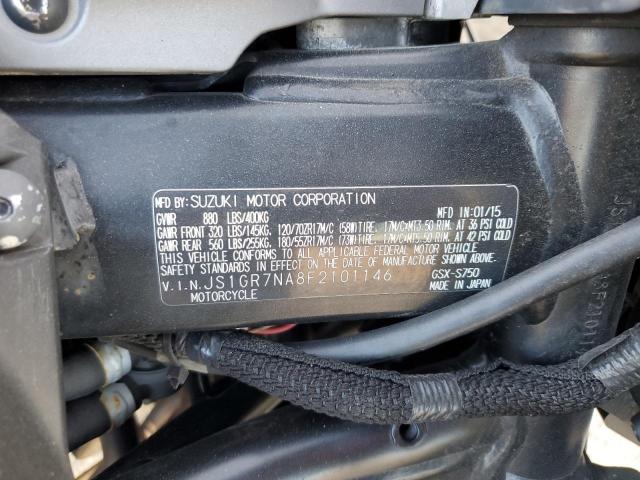 MFD BY:SUZUKI MOTOR CORPORATION
MFD IN:01/15
GVWR 880 LBS/400KG
GAWR FRONT 320 LBS/145KG. 120/70ZR17M/C (58W)TIRE. 17M/C×MT3.50 RIM. AT 36 PSI COLD
GAWR REAR 560 LBS/255KG. 180/55ZR17M/C (73W)TIRE. 17M/C×MT5.50 RIM. AT 42 PSI COLD
THIS VEHICLE CONFORMS TO ALL APPLICABLE FEDERAL MOTOR VEHICLE
SAFETY STANDARDS IN EFFECT ON THE DATE OF MANUFACTURE SHOWN ABOVE.
V.I.N. JS1GR7NA8F2101146 GSX-S750
MOTORCYCLE MADE IN JAPAN